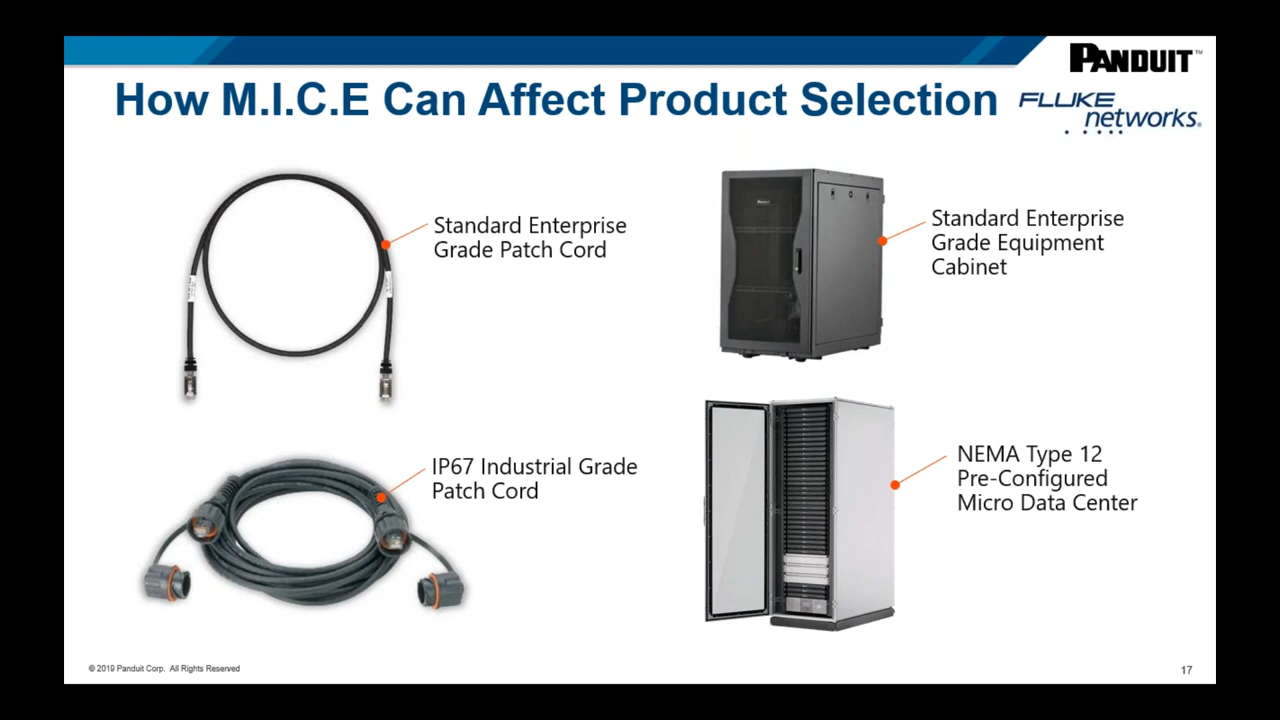 PANDUIT™
How M.I.C.E Can Affect Product Selection
FLUKE
networks.
Standard Enterprise
Grade Patch Cord
Standard Enterprise
Grade Equipment
Cabinet
IP67 Industrial Grade
Patch Cord
NEMA Type 12
Pre-Configured
Micro Data Center
© 2019 Panduit Corp. All Rights Reserved
17